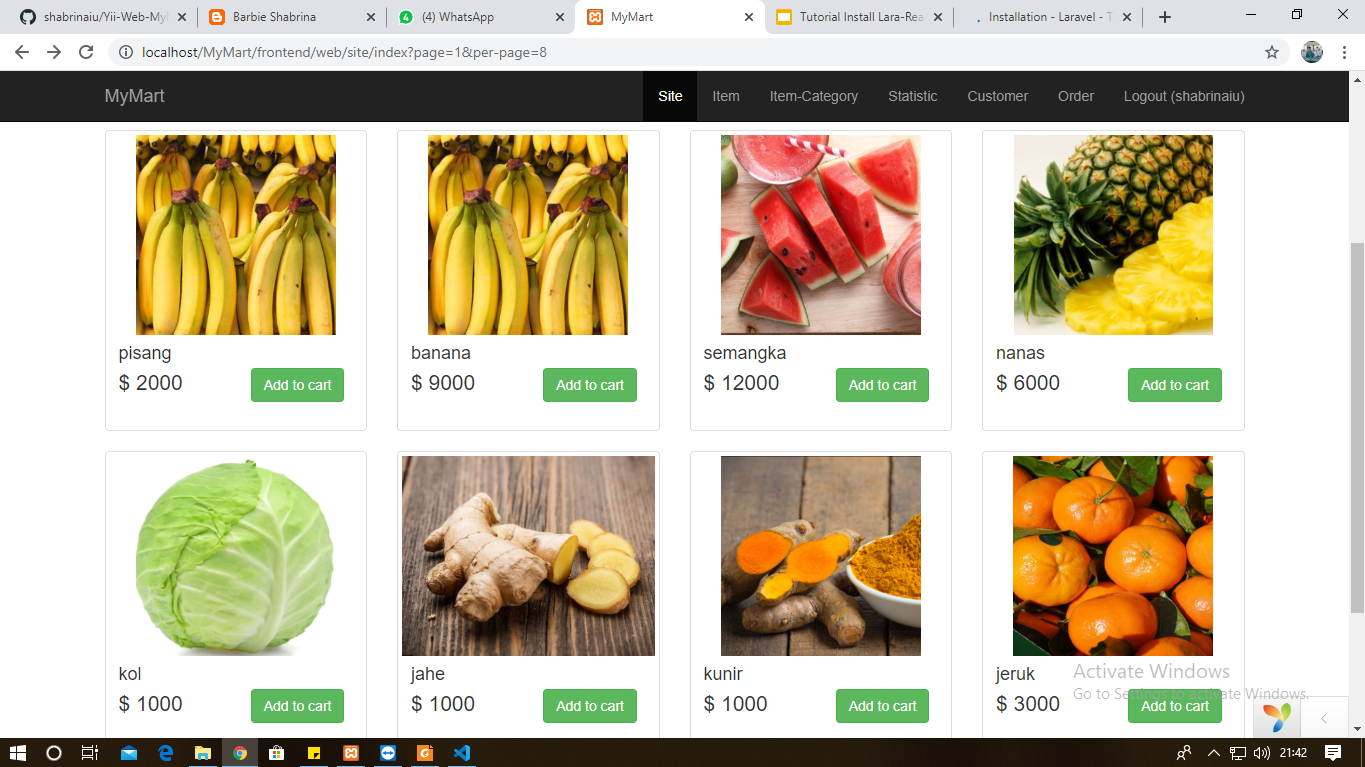 shabrinaiu/Yii-Web-MyM
Barbie Shabrina
(4) WhatsApp
MyMart
Tutorial Install Lara-Rea
Installation - Laravel - T
localhost/MyMart/frontend/web/site/index?page=1&per-page=8
MyMart Site Item Item-Category Statistic Customer Order Logout (shabrinaiu)
pisang banana semangka nanas
$ 2000 Add to cart $ 9000 Add to cart $ 12000 Add to cart $ 6000 Add to cart
kol jahe kunir jeruk
$ 1000 Add to cart $ 1000 Add to cart $ 1000 Add to cart $ 3000 Add to cart
Activate Windows
Go to Settings to activate Windows.
21:42